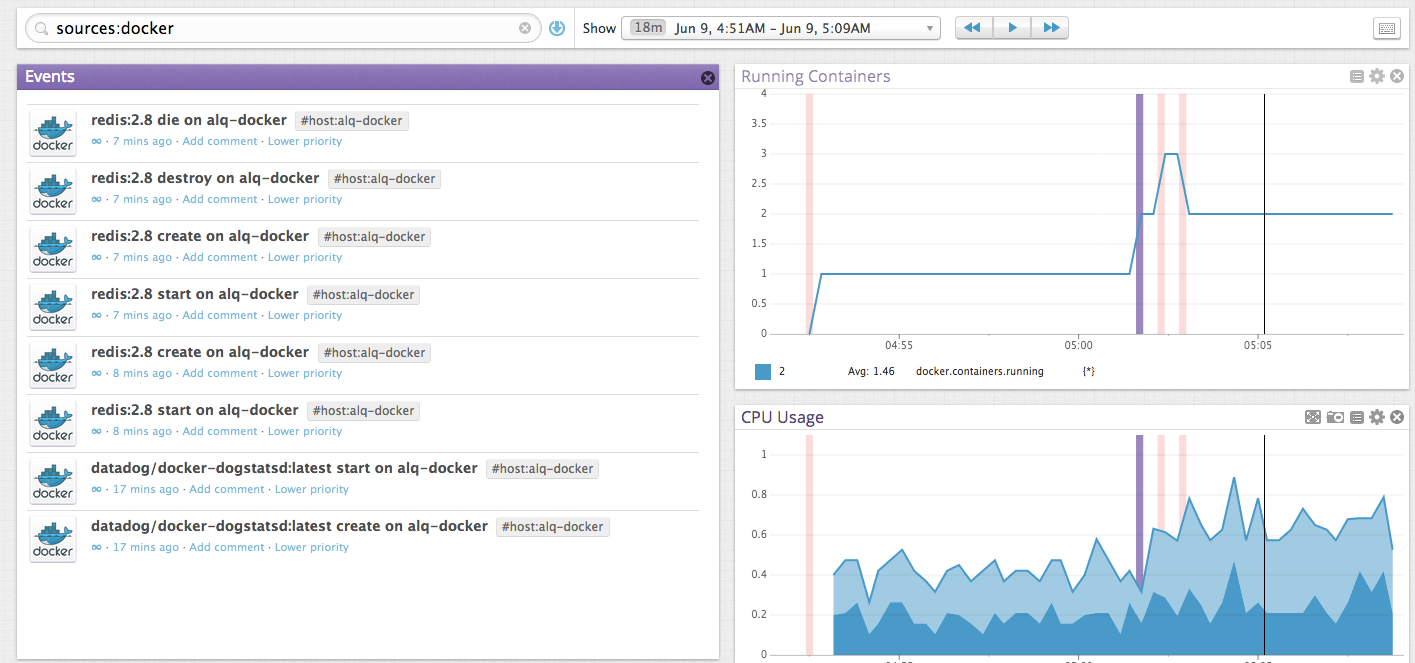 sources:docker
Show 18m Jun 9, 4:51AM – Jun 9, 5:09AM
Events
docker
redis:2.8 die on alq-docker #host:alq-docker
∞ · 7 mins ago · Add comment · Lower priority
docker
redis:2.8 destroy on alq-docker #host:alq-docker
∞ · 7 mins ago · Add comment · Lower priority
docker
redis:2.8 create on alq-docker #host:alq-docker
∞ · 7 mins ago · Add comment · Lower priority
docker
redis:2.8 start on alq-docker #host:alq-docker
∞ · 7 mins ago · Add comment · Lower priority
docker
redis:2.8 create on alq-docker #host:alq-docker
∞ · 8 mins ago · Add comment · Lower priority
docker
redis:2.8 start on alq-docker #host:alq-docker
∞ · 8 mins ago · Add comment · Lower priority
docker
datadog/docker-dogstatsd:latest start on alq-docker #host:alq-docker
∞ · 17 mins ago · Add comment · Lower priority
docker
datadog/docker-dogstatsd:latest create on alq-docker #host:alq-docker
∞ · 17 mins ago · Add comment · Lower priority
docker
Running Containers
4
3.5
3
2.5
2
1.5
1
0.5
0
04:55 05:00 05:05
2 Avg: 1.46 docker.containers.running {*}
CPU Usage
1
0.8
0.6
0.4
0.2
0